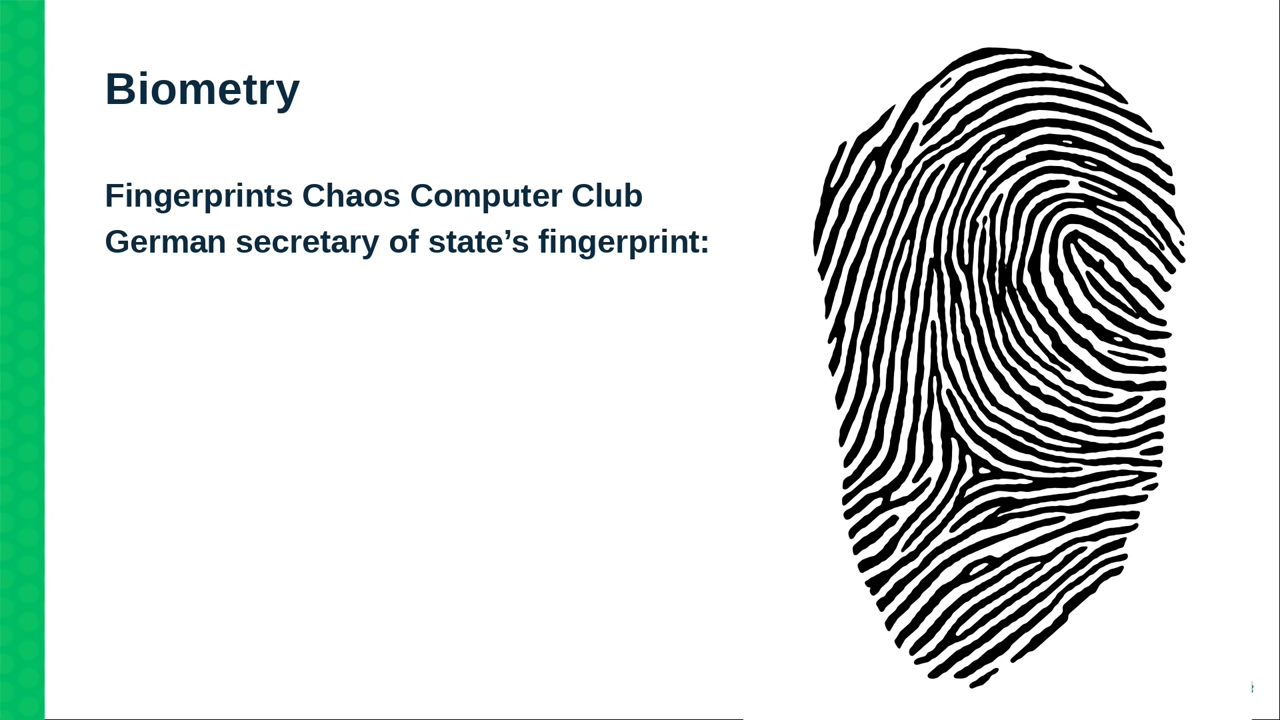 Biometry
Fingerprints Chaos Computer Club
German secretary of state’s fingerprint: